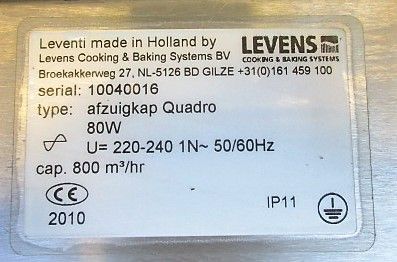 Leventi made in Holland by
Levens Cooking & Baking Systems BV
LEVENS
COOKING & BAKING SYSTEMS
Broekakkerweg 27, NL-5126 BD GILZE +31(0)161 459 100
serial: 10040016
type: afzuigkap Quadro
80W
U= 220-240 1N~ 50/60Hz
cap. 800 m³/hr
CE
2010
IP11